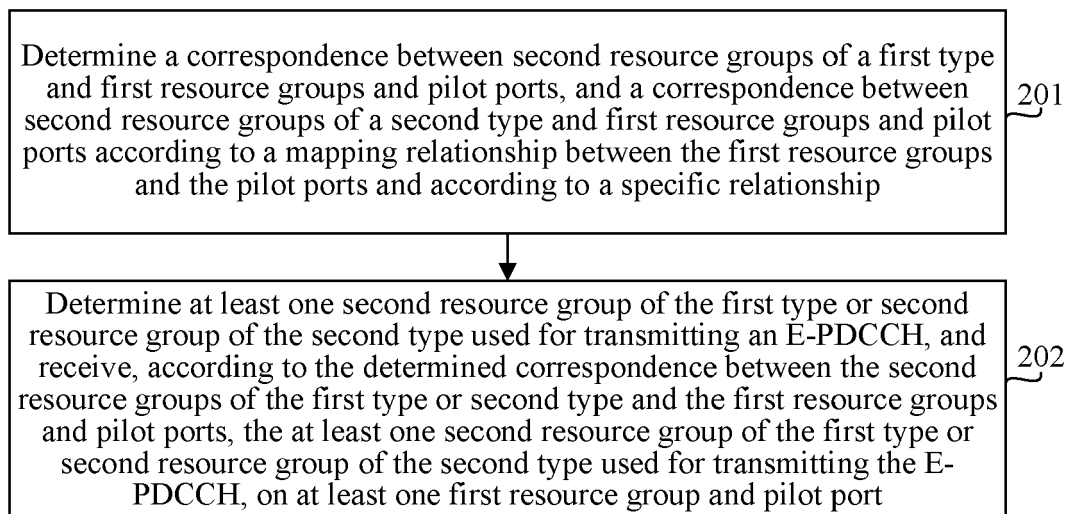 Determine a correspondence between second resource groups of a first type
and first resource groups and pilot ports, and a correspondence between
second resource groups of a second type and first resource groups and pilot
ports according to a mapping relationship between the first resource groups
and the pilot ports and according to a specific relationship
201
Determine at least one second resource group of the first type or second
resource group of the second type used for transmitting an E-PDCCH, and
receive, according to the determined correspondence between the second
resource groups of the first type or second type and the first resource groups
and pilot ports, the at least one second resource group of the first type or
second resource group of the second type used for transmitting the E-
PDCCH, on at least one first resource group and pilot port
202